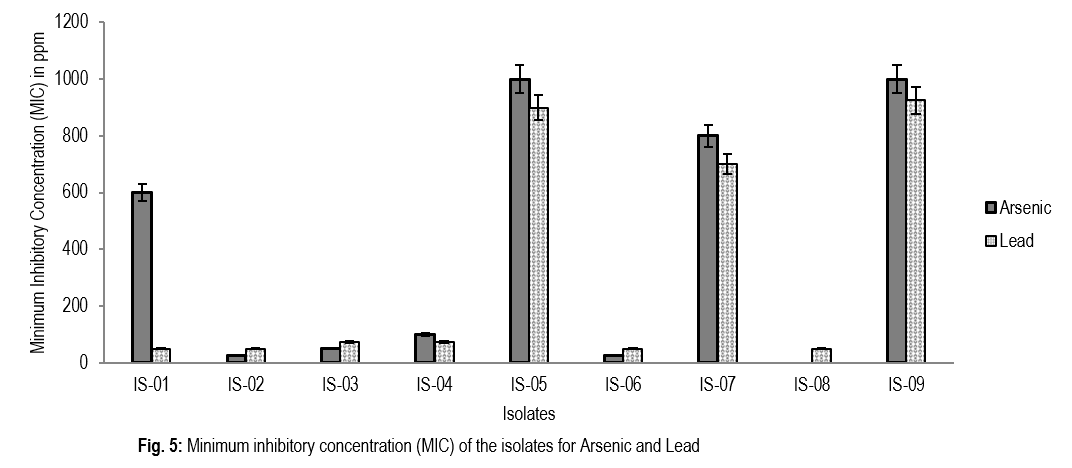 Minimum Inhibitory Concentration (MIC) in ppm
1200
1000
800
600
400
200
0
IS-01 IS-02 IS-03 IS-04 IS-05 IS-06 IS-07 IS-08 IS-09
Isolates
Arsenic
Lead
Fig. 5: Minimum inhibitory concentration (MIC) of the isolates for Arsenic and Lead